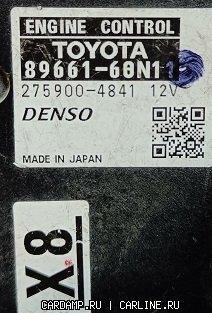 ENGINE CONTROL
TOYOTA
89661-68N11
275900-4841 12V
DENSO
MADE IN JAPAN
X8
CARDAMP.RU | CARLINE.RU